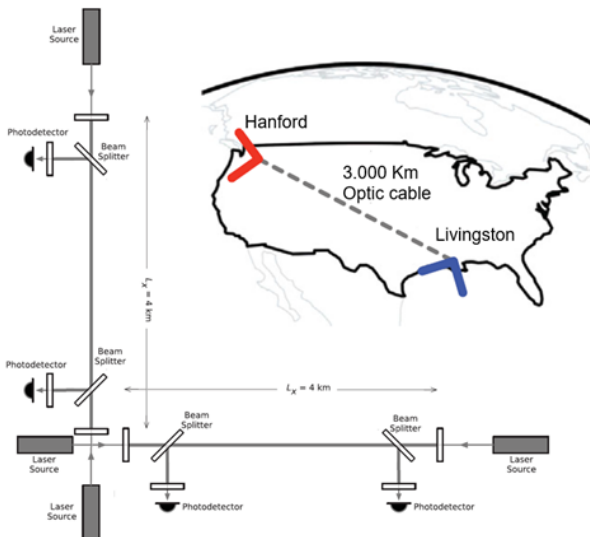 Laser
Source
Photodetector
Beam
Splitter
Hanford
3.000 Km
Optic cable
Livingston
Lx = 4 km
Photodetector
Beam
Splitter
Lx = 4 km
Beam
Splitter
Beam
Splitter
Laser
Source
Laser
Source
Photodetector
Photodetector
Laser
Source